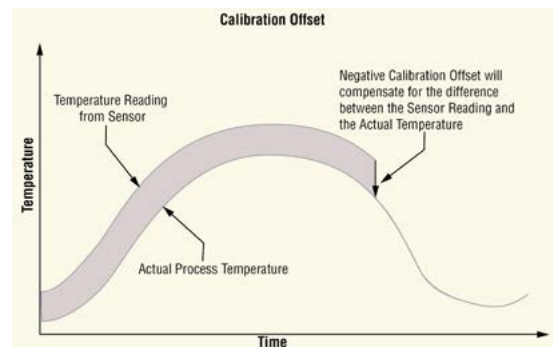 Calibration Offset
Temperature Reading
from Sensor
Negative Calibration Offset will
compensate for the difference
between the Sensor Reading and
the Actual Temperature
Temperature
Actual Process Temperature
Time